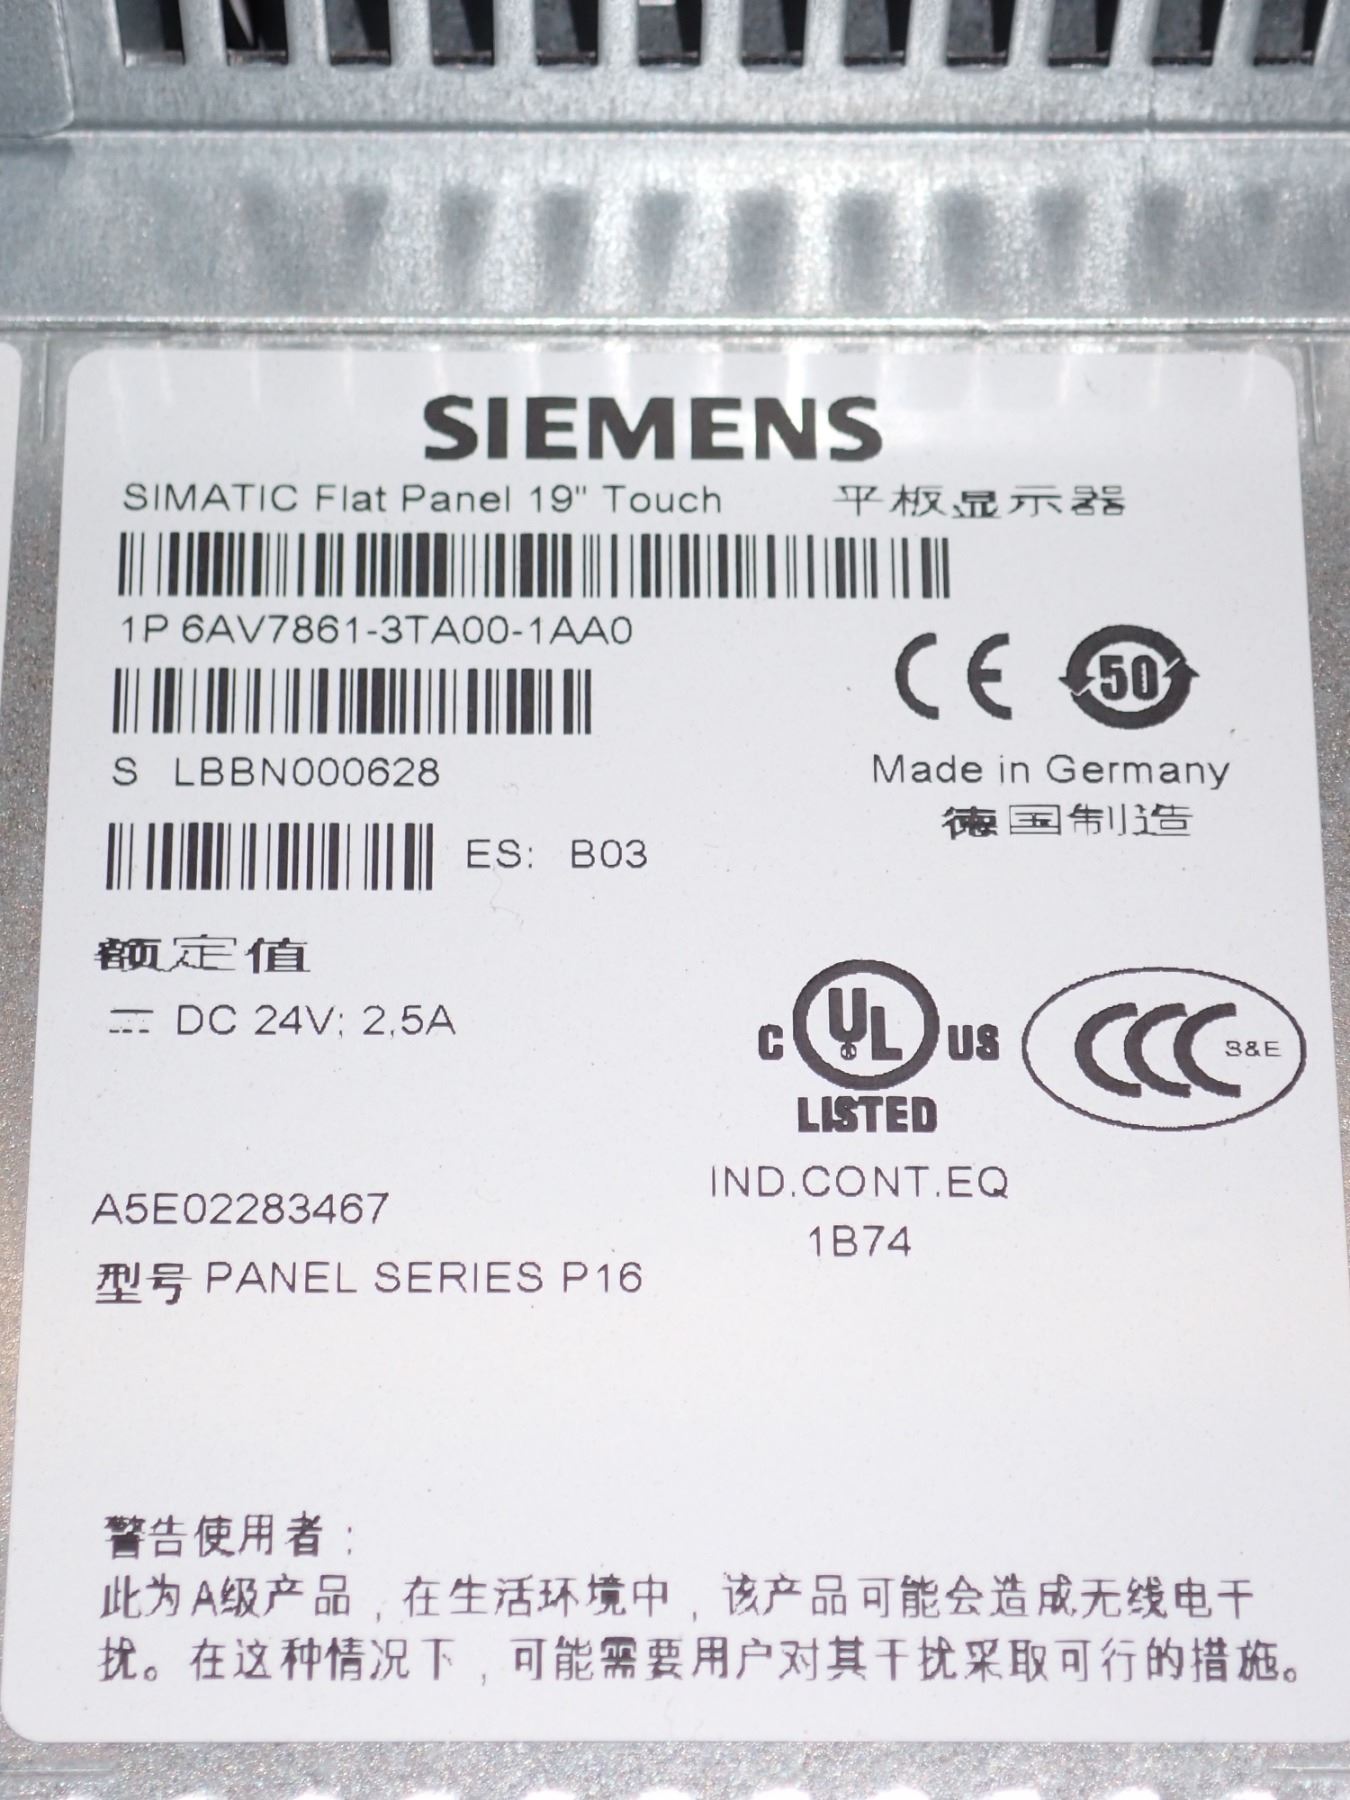 SIEMENS
SIMATIC Flat Panel 19" Touch 平板显示器
1P 6AV7861-3TA00-1AA0
CE 50
S LBBN000628
Made in Germany
德国制造
ES: B03
额定值
DC 24V; 2,5A
C UL US
LISTED
CCC S&E
IND.CONT.EQ
1B74
A5E02283467
型号 PANEL SERIES P16
警告使用者：
此为A级产品，在生活环境中，该产品可能会造成无线电干
扰。在这种情况下，可能需要用户对其干扰采取可行的措施。